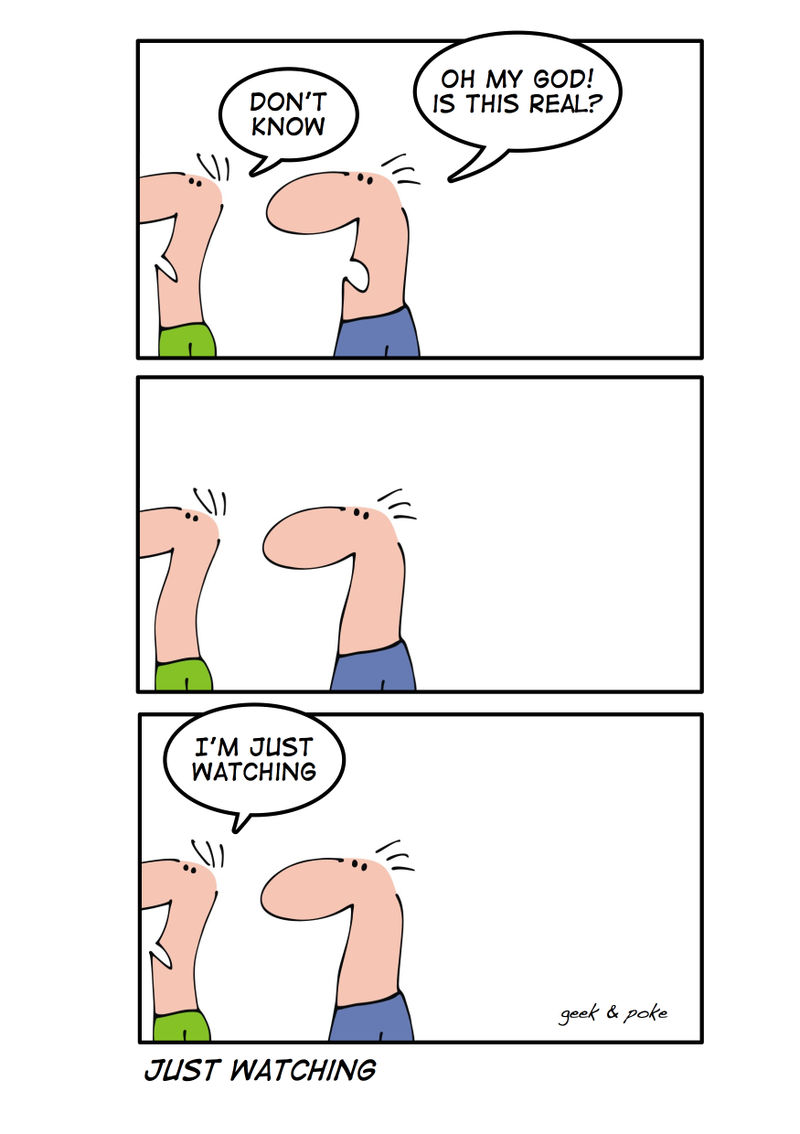 OH MY GOD!
IS THIS REAL?
DON'T
KNOW
I'M JUST
WATCHING
geek & poke
JUST WATCHING